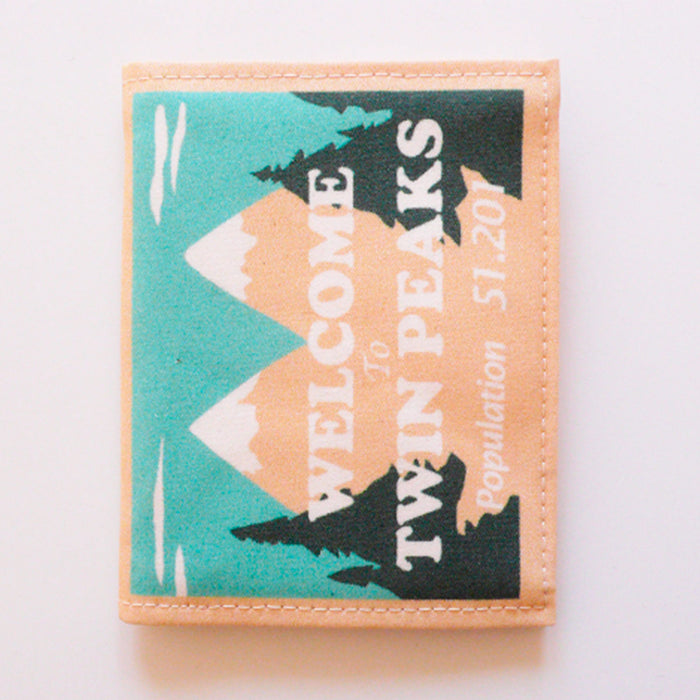 WELCOME
To
TWIN PEAKS
Population 51.201